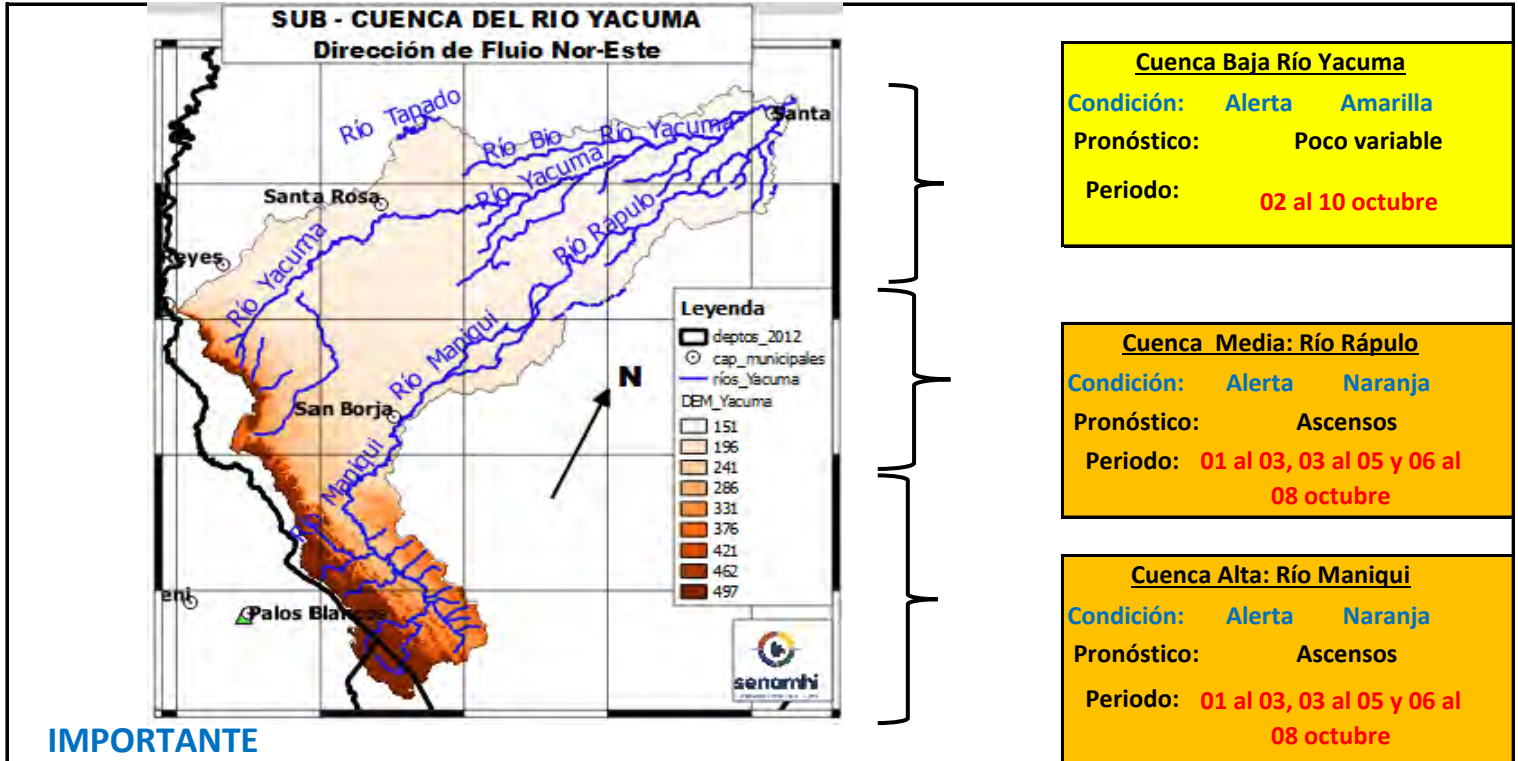 SUB - CUENCA DEL RIO YACUMA
Dirección de Fluio Nor-Este
Río Tapado
Río Bio
Río Yacuma
Santa
Río Yacuma
Santa Rosa
Río Rápulo
Reyes
Río Yacuma
Río Maniqui
San Borja
Río Maniqui
Río Maniqui
eni
Palos Blancos
N
Leyenda
deptos_2012
cap_municipales
ríos_Yacuma
DEM_Yacuma
151
196
241
286
331
376
421
462
497
senamhi
IMPORTANTE
Cuenca Baja Río Yacuma
Condición: Alerta Amarilla
Pronóstico: Poco variable
Periodo: 02 al 10 octubre
Cuenca Media: Río Rápulo
Condición: Alerta Naranja
Pronóstico: Ascensos
Periodo: 01 al 03, 03 al 05 y 06 al
08 octubre
Cuenca Alta: Río Maniqui
Condición: Alerta Naranja
Pronóstico: Ascensos
Periodo: 01 al 03, 03 al 05 y 06 al
08 octubre